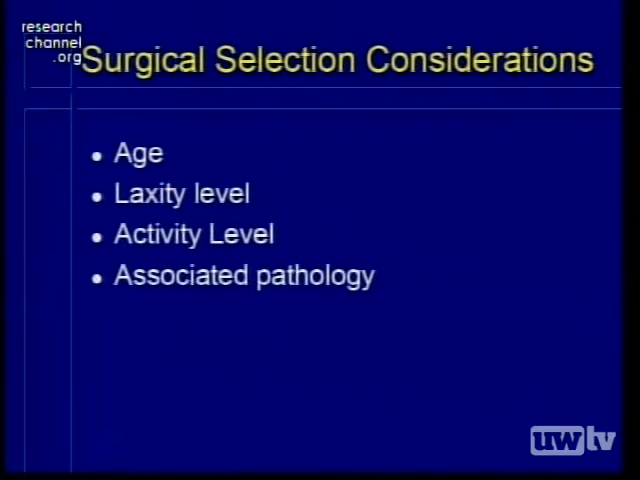 research
channel
.org
Surgical Selection Considerations
• Age
• Laxity level
• Activity Level
• Associated pathology
uwtv